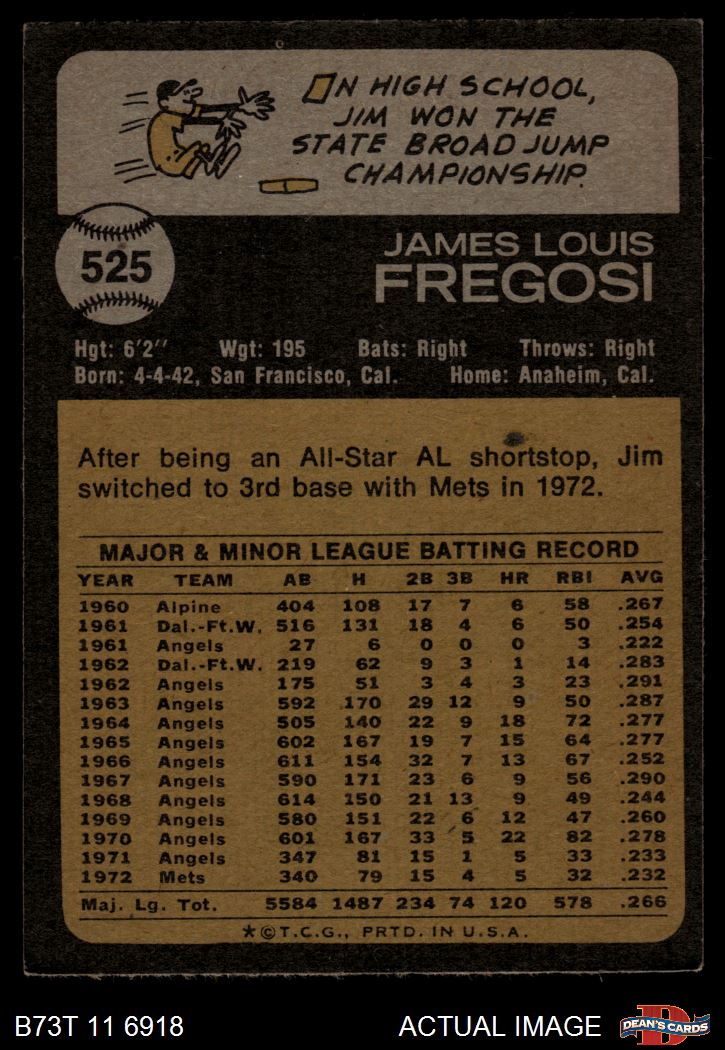 IN HIGH SCHOOL,
JIM WON THE
STATE BROAD JUMP
CHAMPIONSHIP.
525
JAMES LOUIS
FREGOSI
Hgt: 6'2" Wgt: 195 Bats: Right Throws: Right
Born: 4-4-42, San Francisco, Cal. Home: Anaheim, Cal.
After being an All-Star AL shortstop, Jim
switched to 3rd base with Mets in 1972.
MAJOR & MINOR LEAGUE BATTING RECORD
YEAR TEAM AB H 2B 3B HR RBI AVG
1960 Alpine 404 108 17 7 6 58 .267
1961 Dal.-Ft.W. 516 131 18 4 6 50 .254
1961 Angels 27 6 0 0 0 3 .222
1962 Dal.-Ft.W. 219 62 9 3 1 14 .283
1962 Angels 175 51 3 4 3 23 .291
1963 Angels 592 170 29 12 9 50 .287
1964 Angels 505 140 22 9 18 72 .277
1965 Angels 602 167 19 7 15 64 .277
1966 Angels 611 154 32 7 13 67 .252
1967 Angels 590 171 23 6 9 56 .290
1968 Angels 614 150 21 13 9 49 .244
1969 Angels 580 151 22 6 12 47 .260
1970 Angels 601 167 33 5 22 82 .278
1971 Angels 347 81 15 1 5 33 .233
1972 Mets 340 79 15 4 5 32 .232
Maj. Lg. Tot. 5584 1487 234 74 120 578 .266
*©T.C.G., PRTD. IN U.S.A.
B73T 11 6918 ACTUAL IMAGE D DEAN'S CARDS